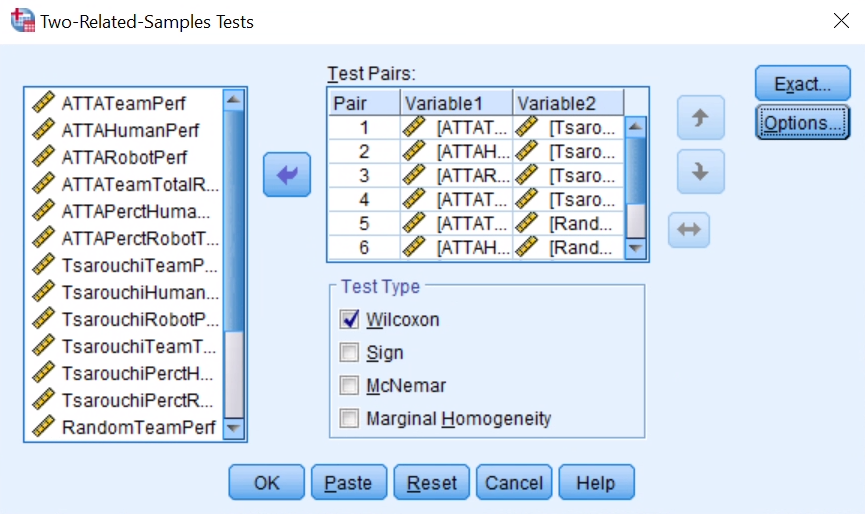 Two-Related-Samples Tests
ATTATeamPerf
ATTAHumanPerf
ATTARobotPerf
ATTATeamTotalR...
ATTAPerctHuma...
ATTAPerctRobotT...
TsarouchiTeamP...
TsarouchiHuman...
TsarouchiRobotP...
TsarouchiTeamT...
TsarouchiPerctH...
TsarouchiPerctR...
RandomTeamPerf
Test Pairs:
Pair Variable1 Variable2
1 [ATTAT... [Tsaro...
2 [ATTAH... [Tsaro...
3 [ATTAR... [Tsaro...
4 [ATTAT... [Tsaro...
5 [ATTAT... [Rand...
6 [ATTAH... [Rand...
Test Type
Wilcoxon
Sign
McNemar
Marginal Homogeneity
Exact...
Options...
OK Paste Reset Cancel Help